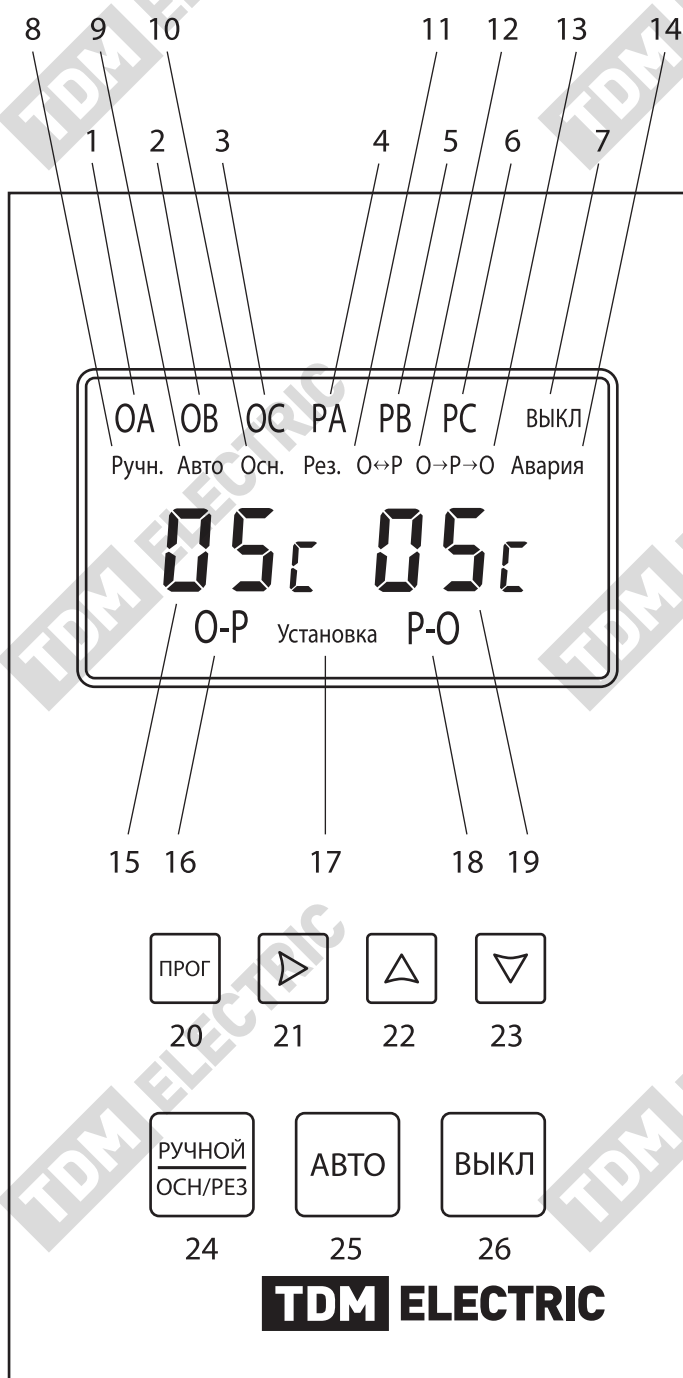 8 9 10 11 12 13 14
1 2 3 4 5 6 7
ОА ОВ ОС РА РВ РС ВЫКЛ
Ручн. Авто Осн. Рез. О↔Р О→Р→О Авария
05c 05c
О-Р Установка Р-О
15 16 17 18 19
ПРОГ
20 21 22 23
РУЧНОЙ АВТО ВЫКЛ
ОСН/РЕЗ
24 25 26
TDM ELECTRIC